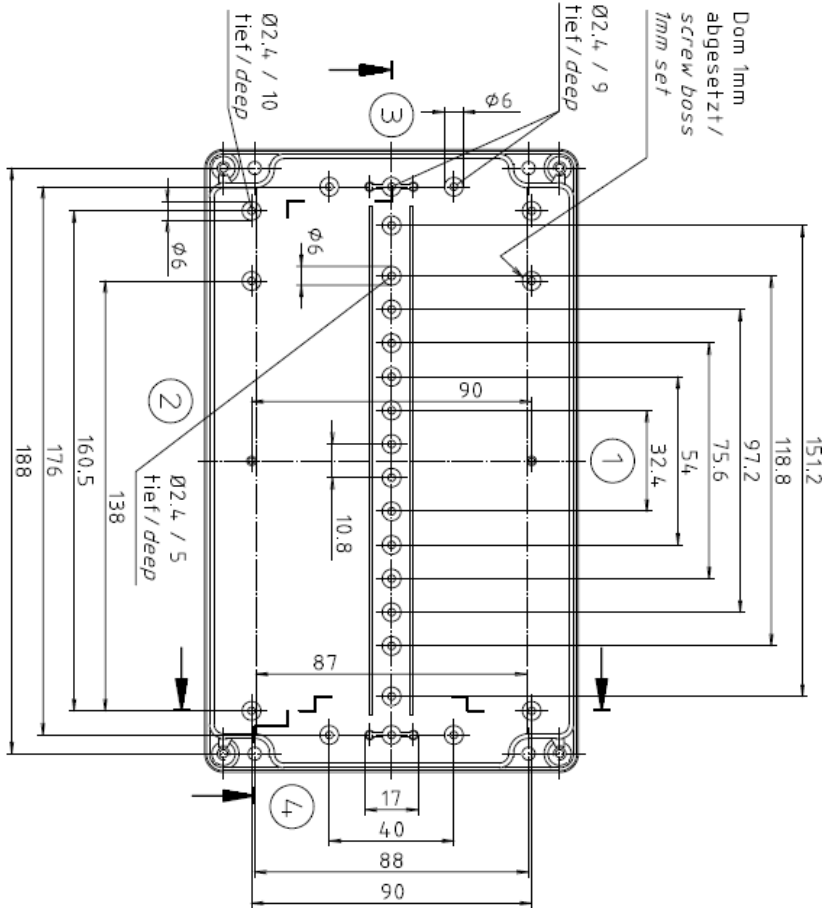 Dom 1mm
abgesetzt/
screw boss
1mm set
Ø2.4 / 9
tief/deep
Ø6
3
Ø2.4 / 10
tief/deep
Ø6
Ø6
2
Ø2.4 / 5
tief/deep
90
1
10.8
32.4
54
75.6
97.2
118.8
151.2
87
138
160.5
176
188
4
17
40
88
90